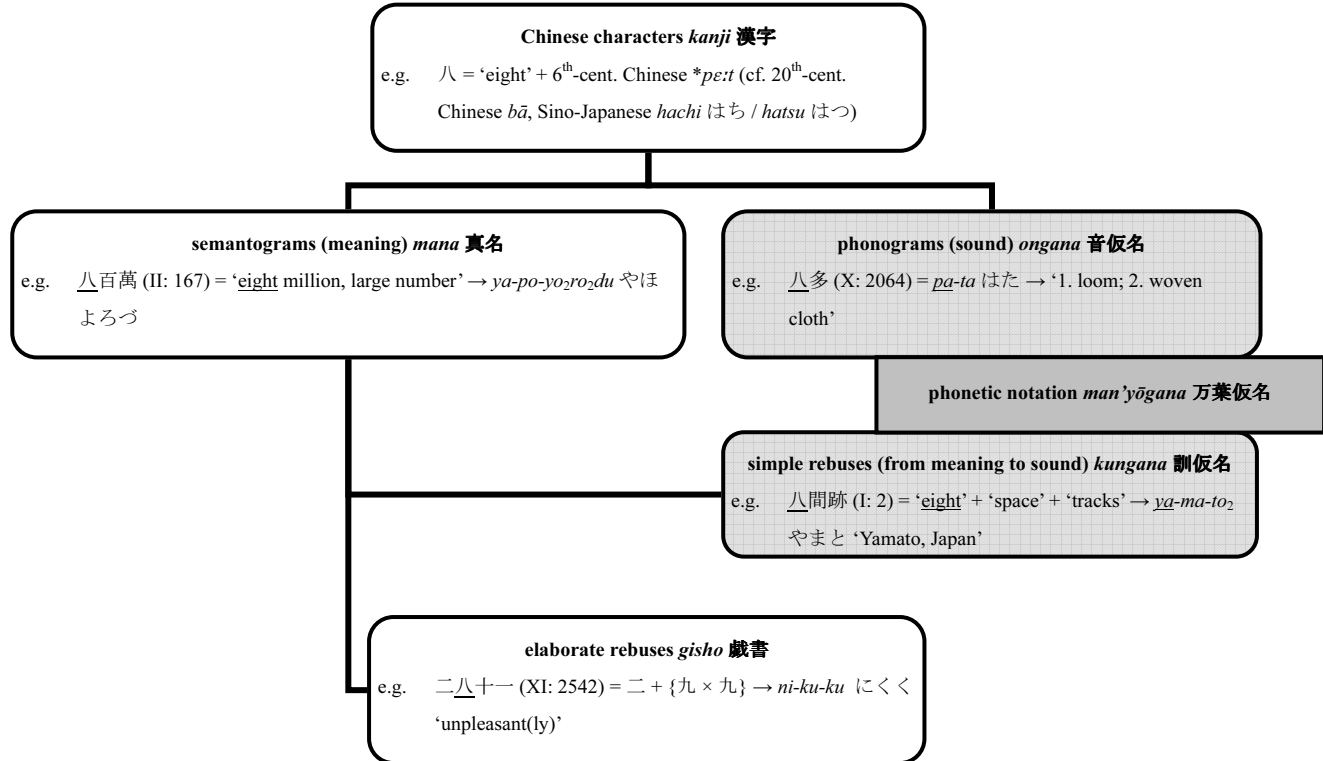 Chinese characters kanji 漢字
e.g. 八 = ‘eight’ + 6th-cent. Chinese *pɛːt (cf. 20th-cent.
Chinese bā, Sino-Japanese hachi はち / hatsu はつ)
semantograms (meaning) mana 真名
e.g. 八百萬 (II: 167) = ‘eight million, large number’ → ya-po-yo2ro2du やほ
よろづ
phonograms (sound) ongana 音仮名
e.g. 八多 (X: 2064) = pa-ta はた → ‘1. loom; 2. woven
cloth’
phonetic notation man’yōgana 万葉仮名
simple rebuses (from meaning to sound) kungana 訓仮名
e.g. 八間跡 (I: 2) = ‘eight’ + ‘space’ + ‘tracks’ → ya-ma-to2
やまと ‘Yamato, Japan’
elaborate rebuses gisho 戯書
e.g. 二八十一 (XI: 2542) = 二 + {九 × 九} → ni-ku-ku にくく
‘unpleasant(ly)’